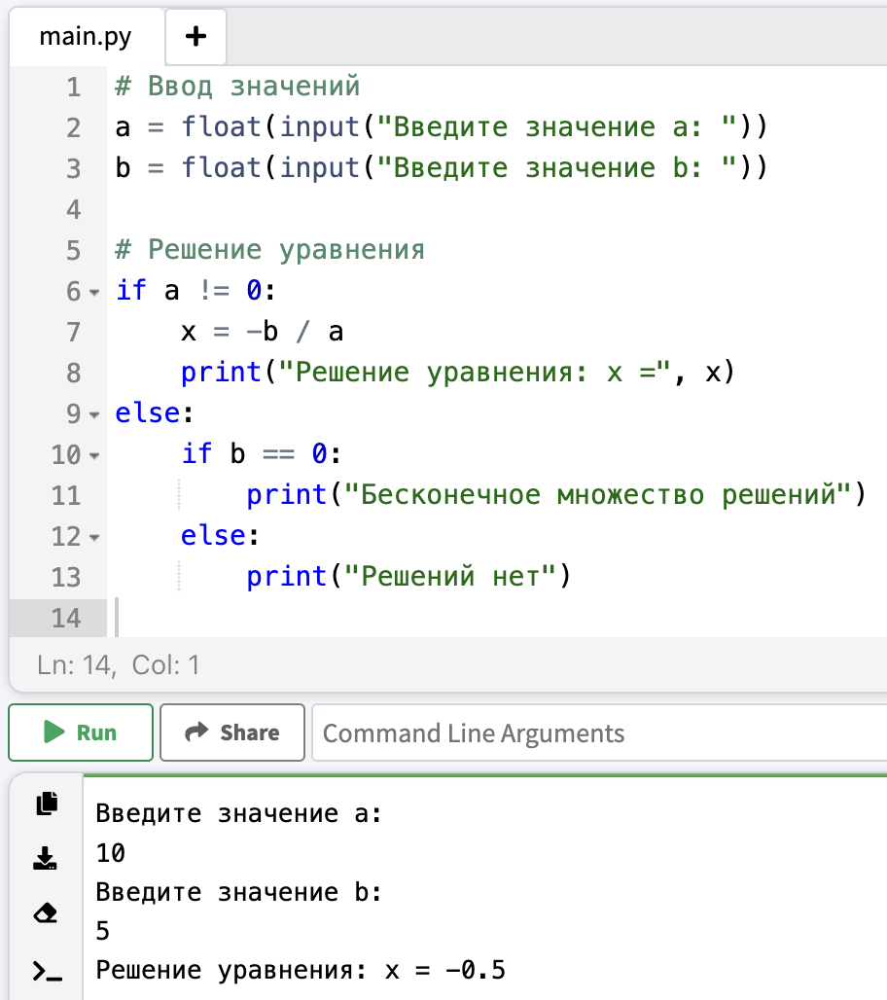 main.py
+
1 # Ввод значений
2 a = float(input("Введите значение a: "))
3 b = float(input("Введите значение b: "))
4
5 # Решение уравнения
6 if a != 0:
7     x = -b / a
8     print("Решение уравнения: x =", x)
9 else:
10     if b == 0:
11         print("Бесконечное множество решений")
12     else:
13         print("Решений нет")
14
Ln: 14, Col: 1
Run Share Command Line Arguments
Введите значение a:
10
Введите значение b:
5
Решение уравнения: x = -0.5